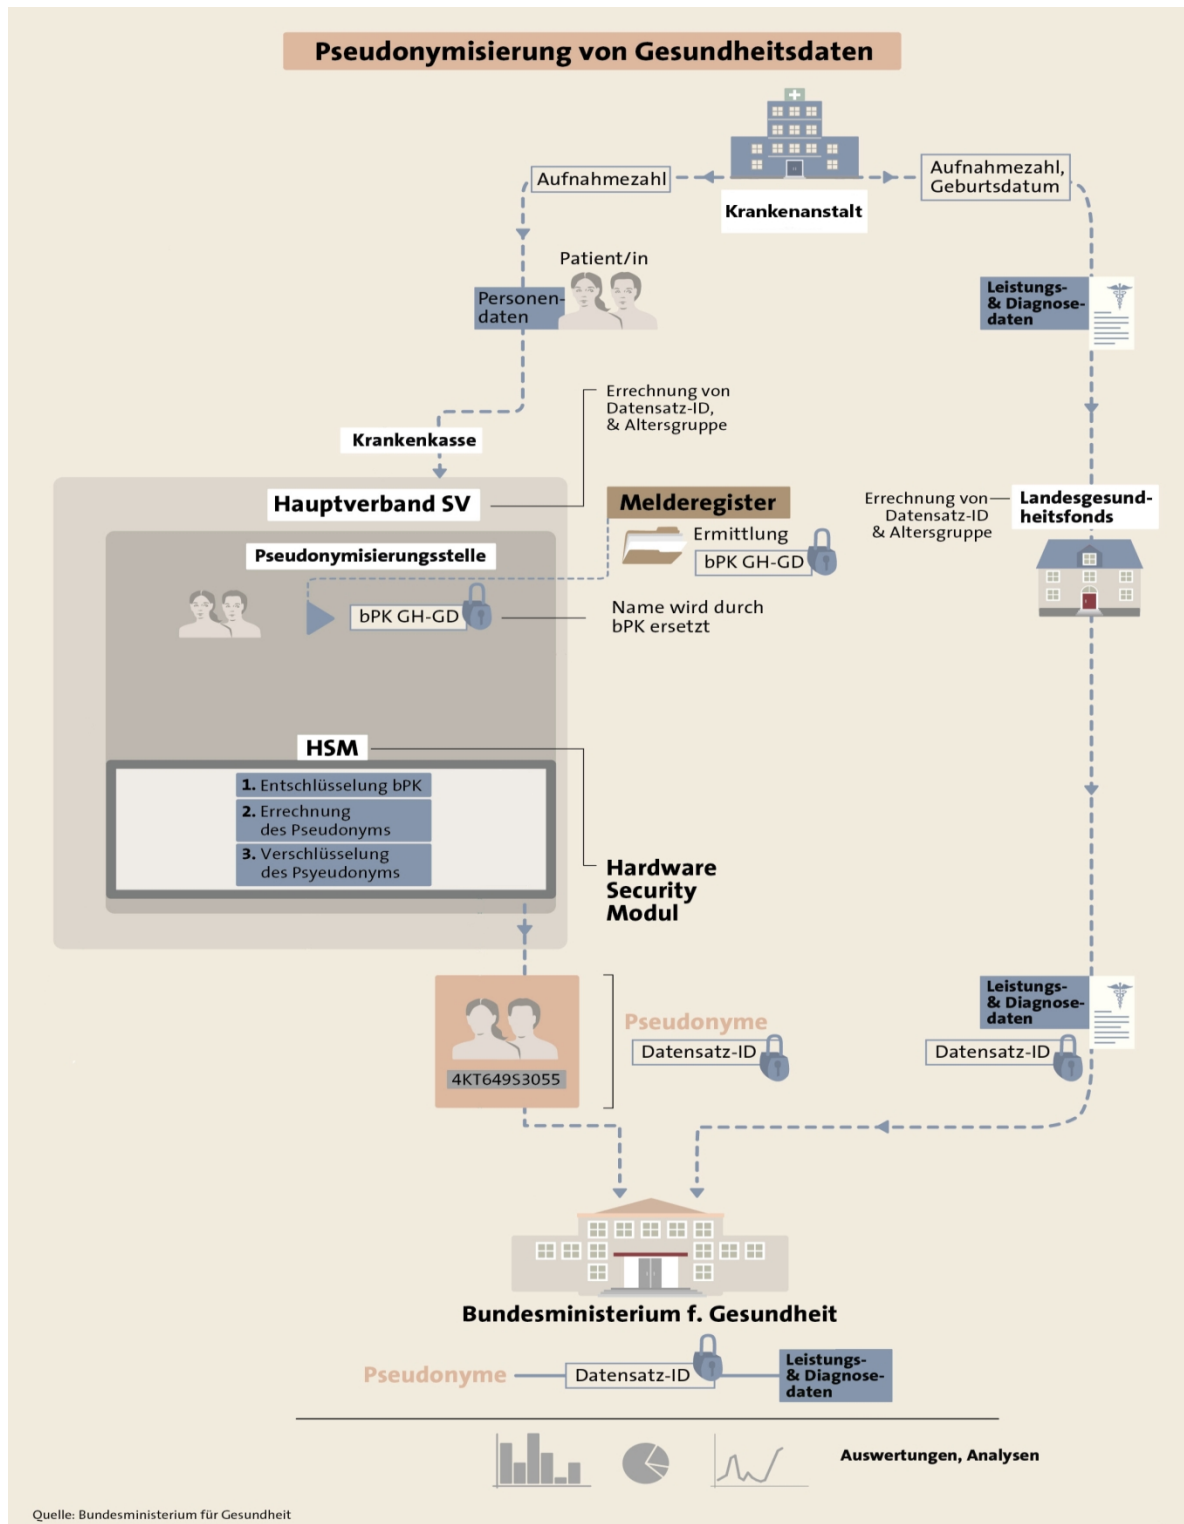 Pseudonymisierung von Gesundheitsdaten
Aufnahmezahl
Aufnahmezahl,
Geburtsdatum
Krankenanstalt
Patient/in
Personen-
daten
Leistungs-
& Diagnose-
daten
Errechnung von
Datensatz-ID,
& Altersgruppe
Krankenkasse
Hauptverband SV
Melderegister
Ermittlung
bPK GH-GD
Errechnung von
Datensatz-ID
& Altersgruppe
Landesgesund-
heitsfonds
Pseudonymisierungsstelle
bPK GH-GD
Name wird durch
bPK ersetzt
HSM
1. Entschlüsselung bPK
2. Errechnung
des Pseudonyms
3. Verschlüsselung
des Psyeudonyms
Hardware
Security
Modul
4KT649S3055
Pseudonyme
Datensatz-ID
Leistungs-
& Diagnose-
daten
Datensatz-ID
Bundesministerium f. Gesundheit
Pseudonyme
Datensatz-ID
Leistungs-
& Diagnose-
daten
Auswertungen, Analysen
Quelle: Bundesministerium für Gesundheit